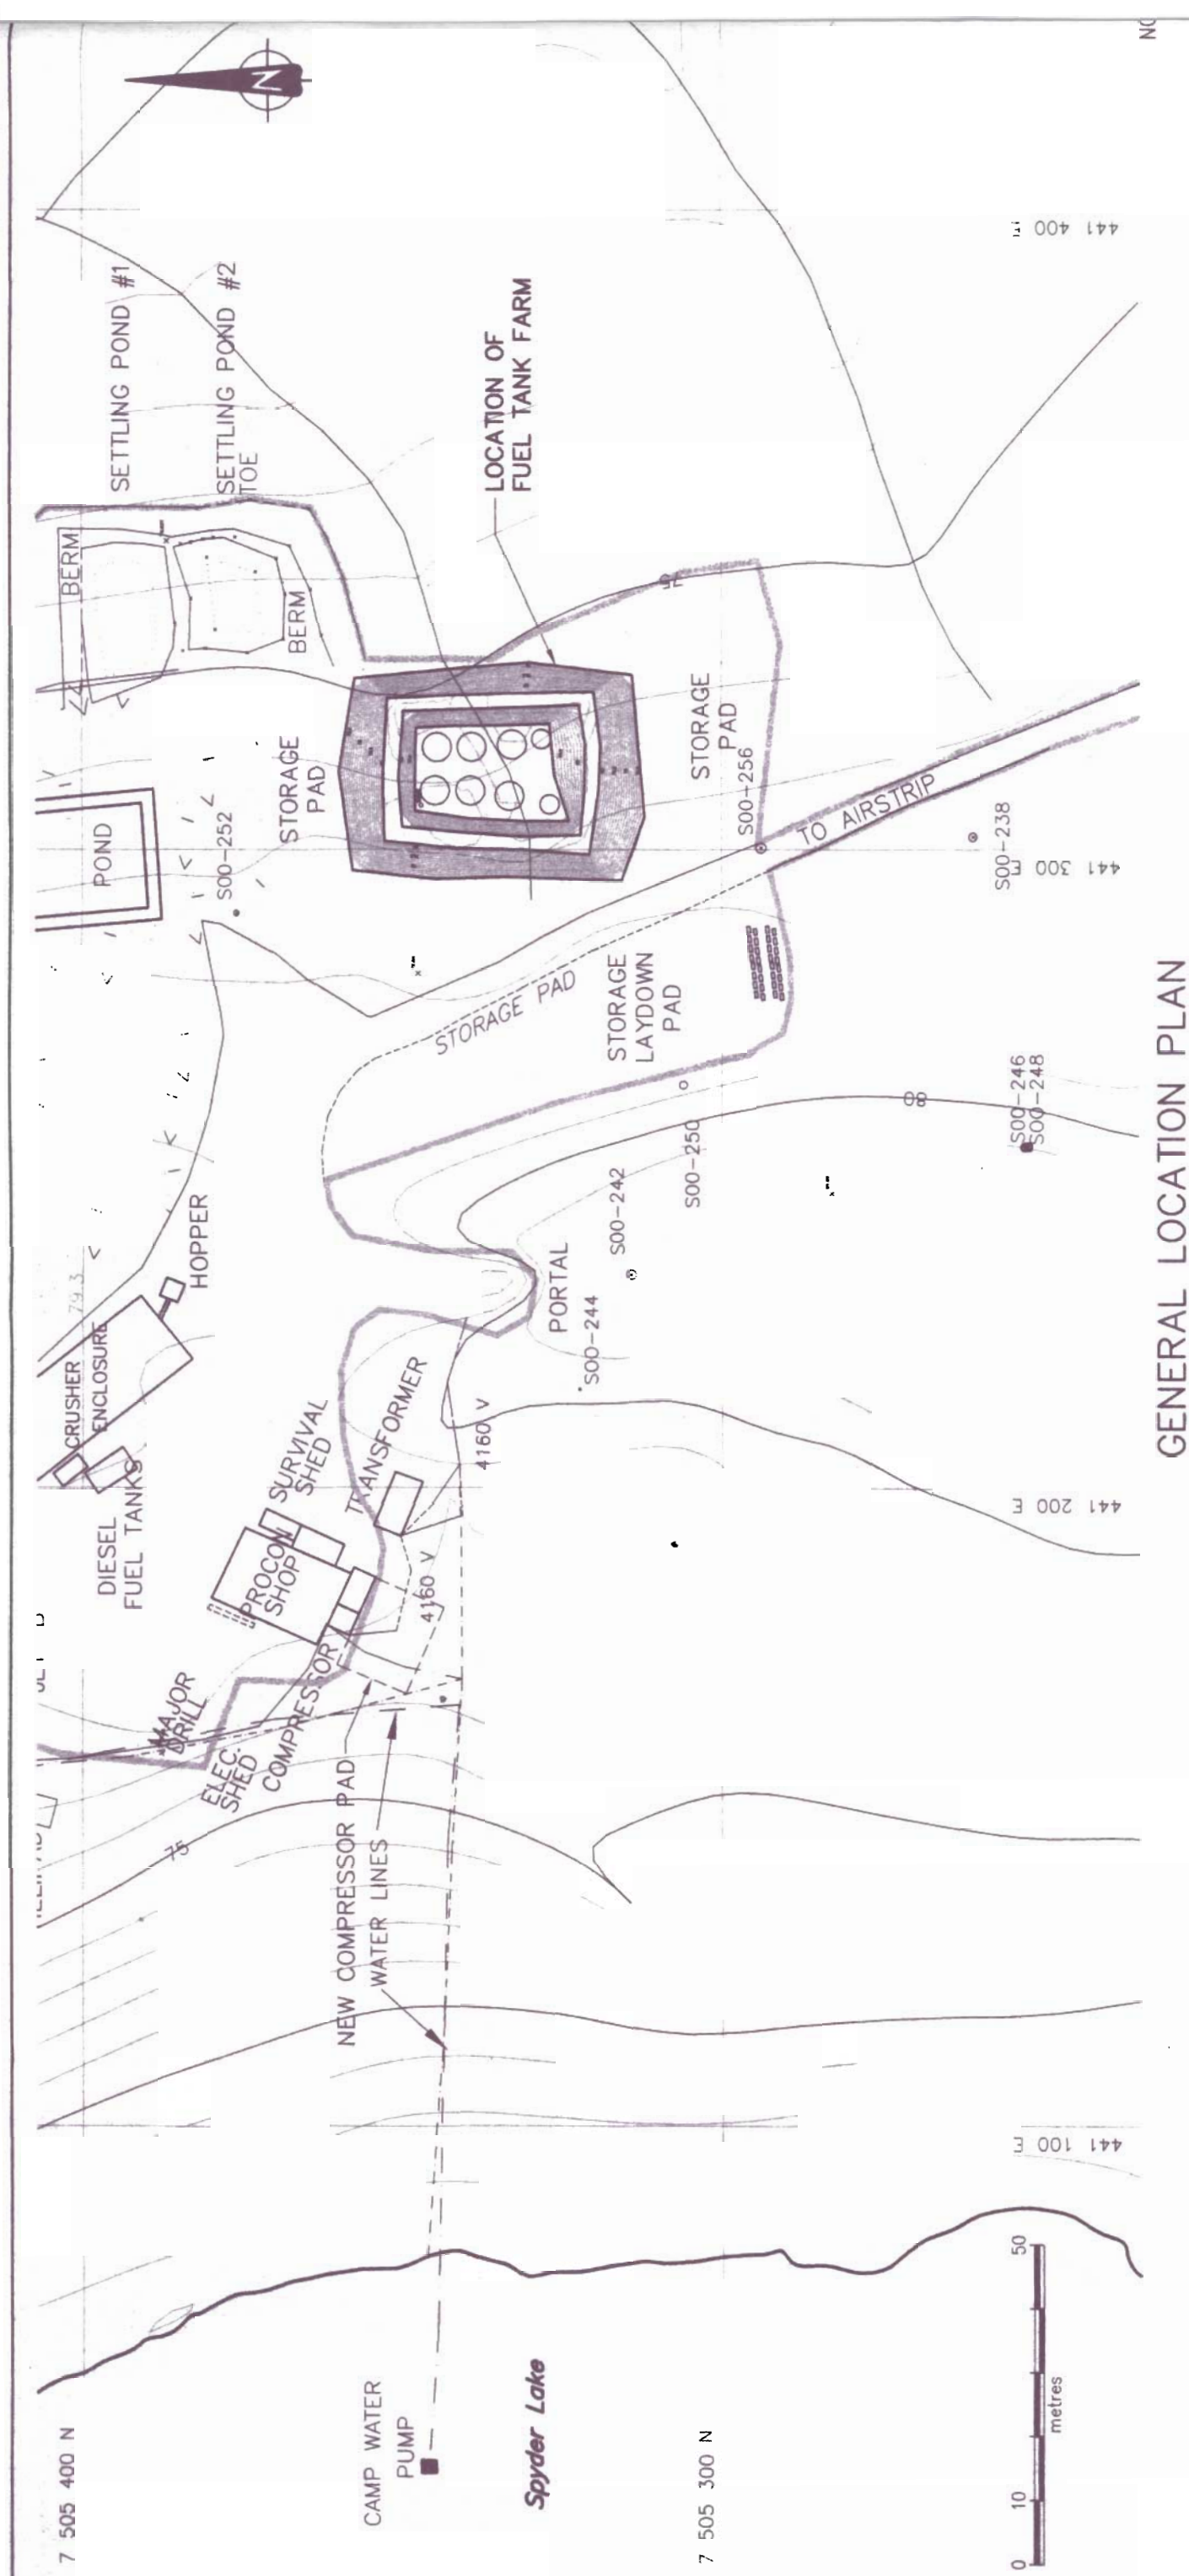 N
SETTLING POND #1
SETTLING POND #2
TOE
BERM
BERM
LOCATION OF
FUEL TANK FARM
441 400
POND
S00-252
STORAGE
PAD
75
STORAGE
PAD
S00-256
TO AIRSTRIP
S00-238
441 300 E
STORAGE PAD
STORAGE
LAYDOWN
PAD
S00-250
S00-242
80
S00-246
S00-248
79.3
HOPPER
CRUSHER
ENCLOSURE
DIESEL
FUEL TANKS
SURVIVAL
SHED
PROCON
SHOP
TRANSFORMER
PORTAL
S00-244
4160 V
4160 V
441 200 E
MAJOR
DRILL
ELEC.
SHED
COMPRESSOR
NEW COMPRESSOR PAD
WATER LINES
75
441 100 E
CAMP WATER
PUMP
Spyder Lake
7 505 400 N
7 505 300 N
0 10 50
metres
GENERAL LOCATION PLAN